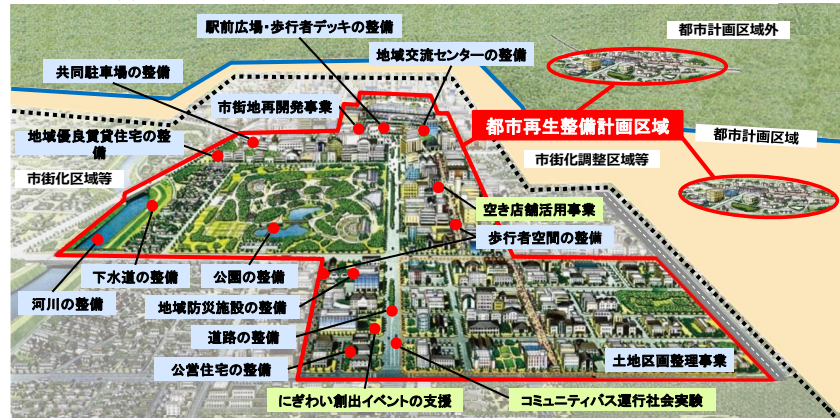 駅前広場・歩行者デッキの整備
都市計画区域外
地域交流センターの整備
共同駐車場の整備
市街地再開発事業
都市再生整備計画区域
都市計画区域
地域優良賃貸住宅の整
備
市街化調整区域等
市街化区域等
空き店舗活用事業
歩行者空間の整備
下水道の整備
公園の整備
河川の整備
地域防災施設の整備
道路の整備
土地区画整理事業
公営住宅の整備
にぎわい創出イベントの支援
コミュニティバス運行社会実験